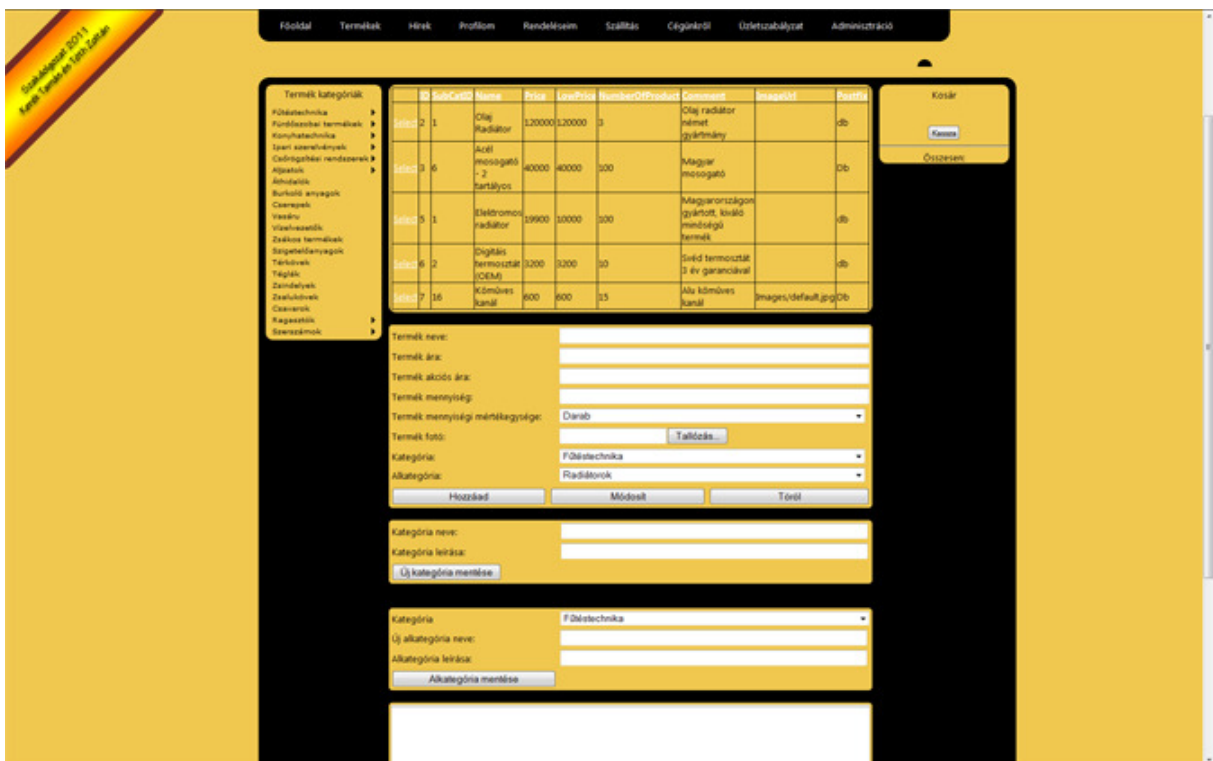 Szakdolgozat 2011
Főoldal Termékek Hírek Profilom Rendeléseim Szállítás Cégünkről Üzletszabályzat Adminisztráció
Termék kategóriák
Fűtéstechnika
Fürdőszobai termékek
Konyhatechnika
Ipari szerelvények
Csőrögzítési rendszerek
Aljzatok
Áthidalók
Burkoló anyagok
Cserepek
Vasáru
Vízelvezetők
Zsákos termékek
Szigetelőanyagok
Térkövek
Téglák
Zsindelyek
Zsalukövek
Csavarok
Ragasztók
Szerszámok
ID SubCatID Name Price LowPrice NumberOfProduct Comment ImageUrl Postfix
Select 2 1 Olaj Radiátor 120000 120000 3 Olaj radiátor német gyártmány db
Select 3 6 Acél mosogató - 2 tartályos 40000 40000 100 Magyar mosogató Db
Select 5 1 Elektromos radiátor 19900 10000 100 Magyarországon gyártott, kiváló minőségű termék db
Select 6 2 Digitáis termosztát (OEM) 3200 3200 10 Svéd termosztát 3 év garanciával db
Select 7 16 Kőműves kanál 600 600 15 Alu kőműves kanál Images/default.jpg Db
Kosár
Kassza
Összesen:
Termék neve:
Termék ára:
Termék akciós ára:
Termék mennyiség:
Termék mennyiségi mértékegysége: Darab
Termék fotó: Tallózás...
Kategória: Fűtéstechnika
Alkategória: Radiátorok
Hozzáad Módosít Töröl
Kategória neve:
Kategória leírása:
Új kategória mentése
Kategória Fűtéstechnika
Új alkategória neve:
Alkategória leírása:
Alkategória mentése